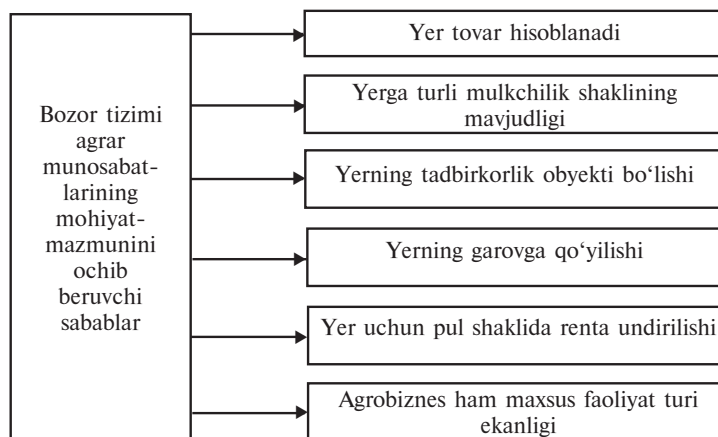 Bozor tizimi
agrar
munosabat-
larining
mohiyat-
mazmunini
ochib
beruvchi
sabablar
Yer tovar hisoblanadi
Yerga turli mulkchilik shaklining
mavjudligi
Yerning tadbirkorlik obyekti bo‘lishi
Yerning garovga qo‘yilishi
Yer uchun pul shaklida renta undirilishi
Agrobiznes ham maxsus faoliyat turi
ekanligi